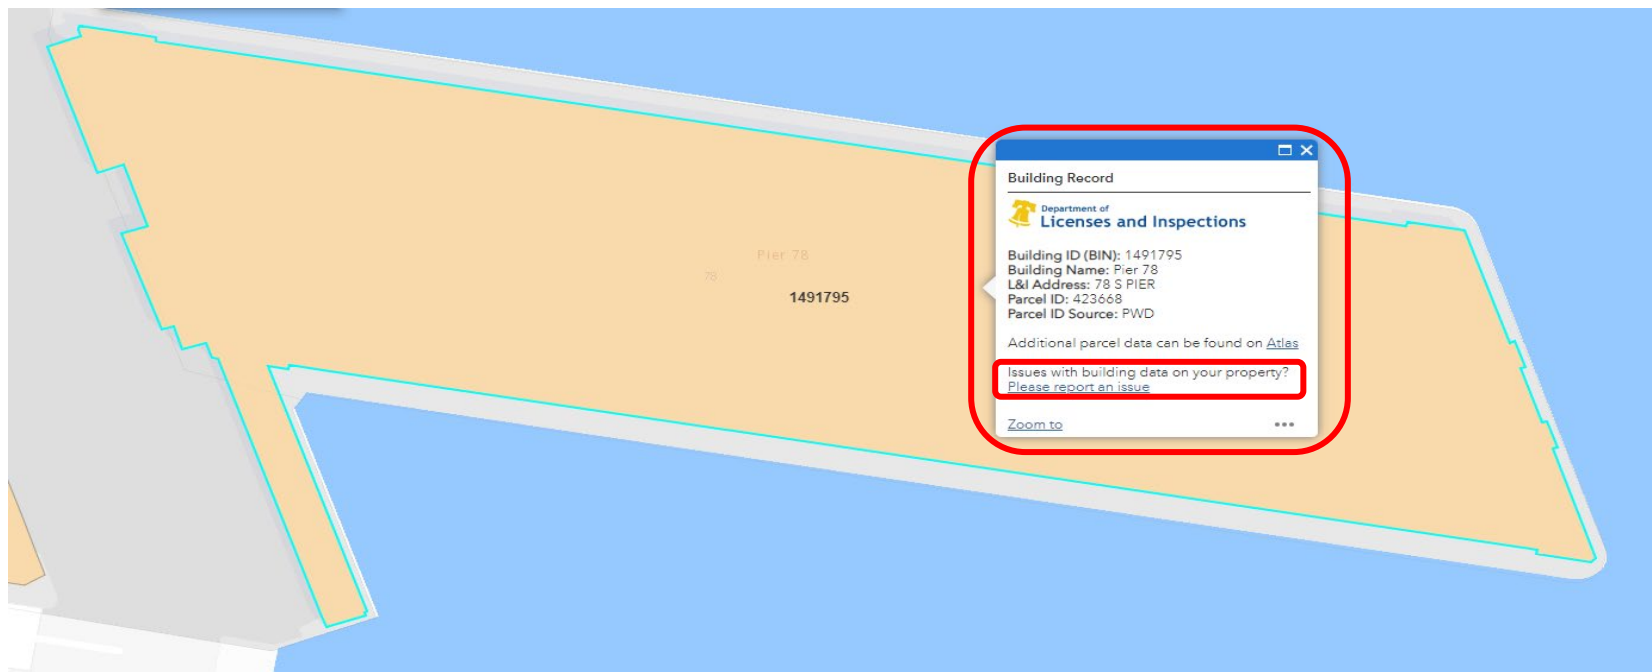 Pier 78
78
1491795
Building Record
Department of
Licenses and Inspections
Building ID (BIN): 1491795
Building Name: Pier 78
L&I Address: 78 S PIER
Parcel ID: 423668
Parcel ID Source: PWD
Additional parcel data can be found on Atlas
Issues with building data on your property?
Please report an issue
Zoom to